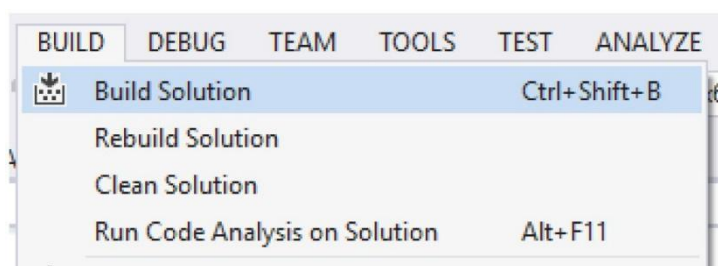 BUILD DEBUG TEAM TOOLS TEST ANALYZE
Build Solution Ctrl+Shift+B
Rebuild Solution
Clean Solution
Run Code Analysis on Solution Alt+F11